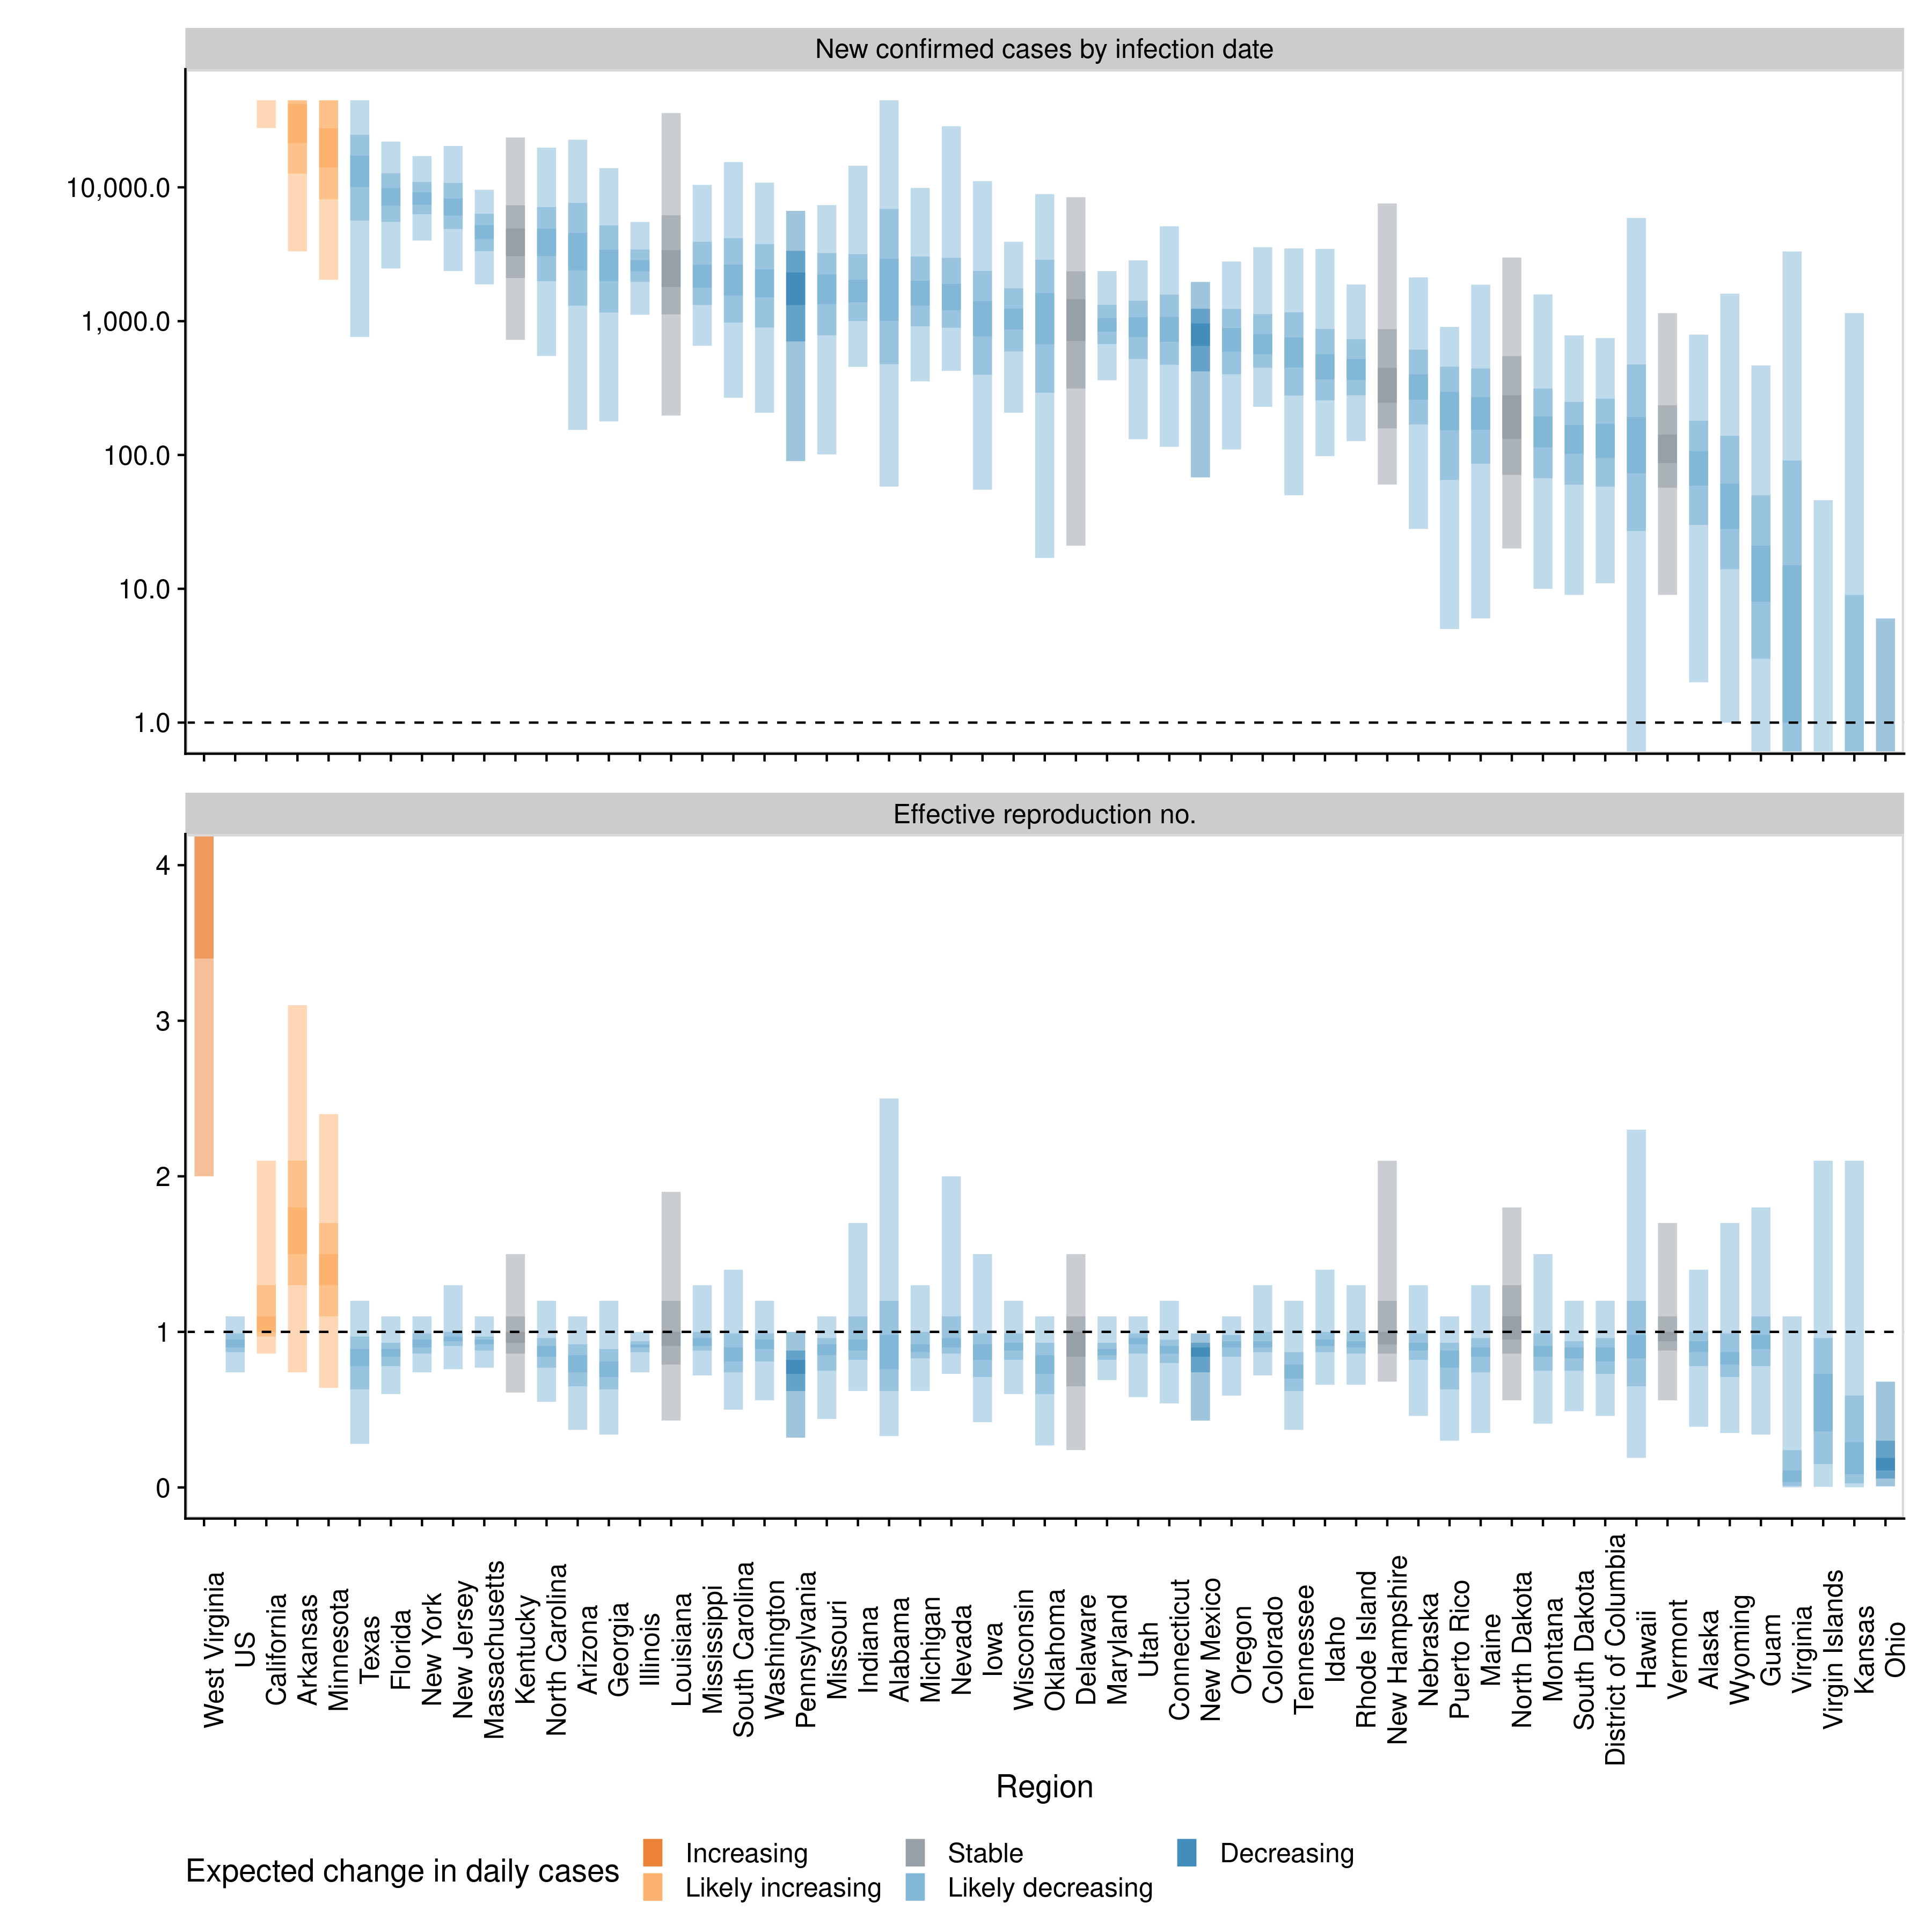 New confirmed cases by infection date
10,000.0
1,000.0
100.0
10.0
1.0
Effective reproduction no.
4
3
2
1
0
West Virginia
US
California
Arkansas
Minnesota
Texas
Florida
New York
New Jersey
Massachusetts
Kentucky
North Carolina
Arizona
Georgia
Illinois
Louisiana
Mississippi
South Carolina
Washington
Pennsylvania
Missouri
Indiana
Alabama
Michigan
Nevada
Iowa
Wisconsin
Oklahoma
Delaware
Maryland
Utah
Connecticut
New Mexico
Oregon
Colorado
Tennessee
Idaho
Rhode Island
New Hampshire
Nebraska
Puerto Rico
Maine
North Dakota
Montana
South Dakota
District of Columbia
Hawaii
Vermont
Alaska
Wyoming
Guam
Virginia
Virgin Islands
Kansas
Ohio
Region
Expected change in daily cases
Increasing
Likely increasing
Stable
Likely decreasing
Decreasing